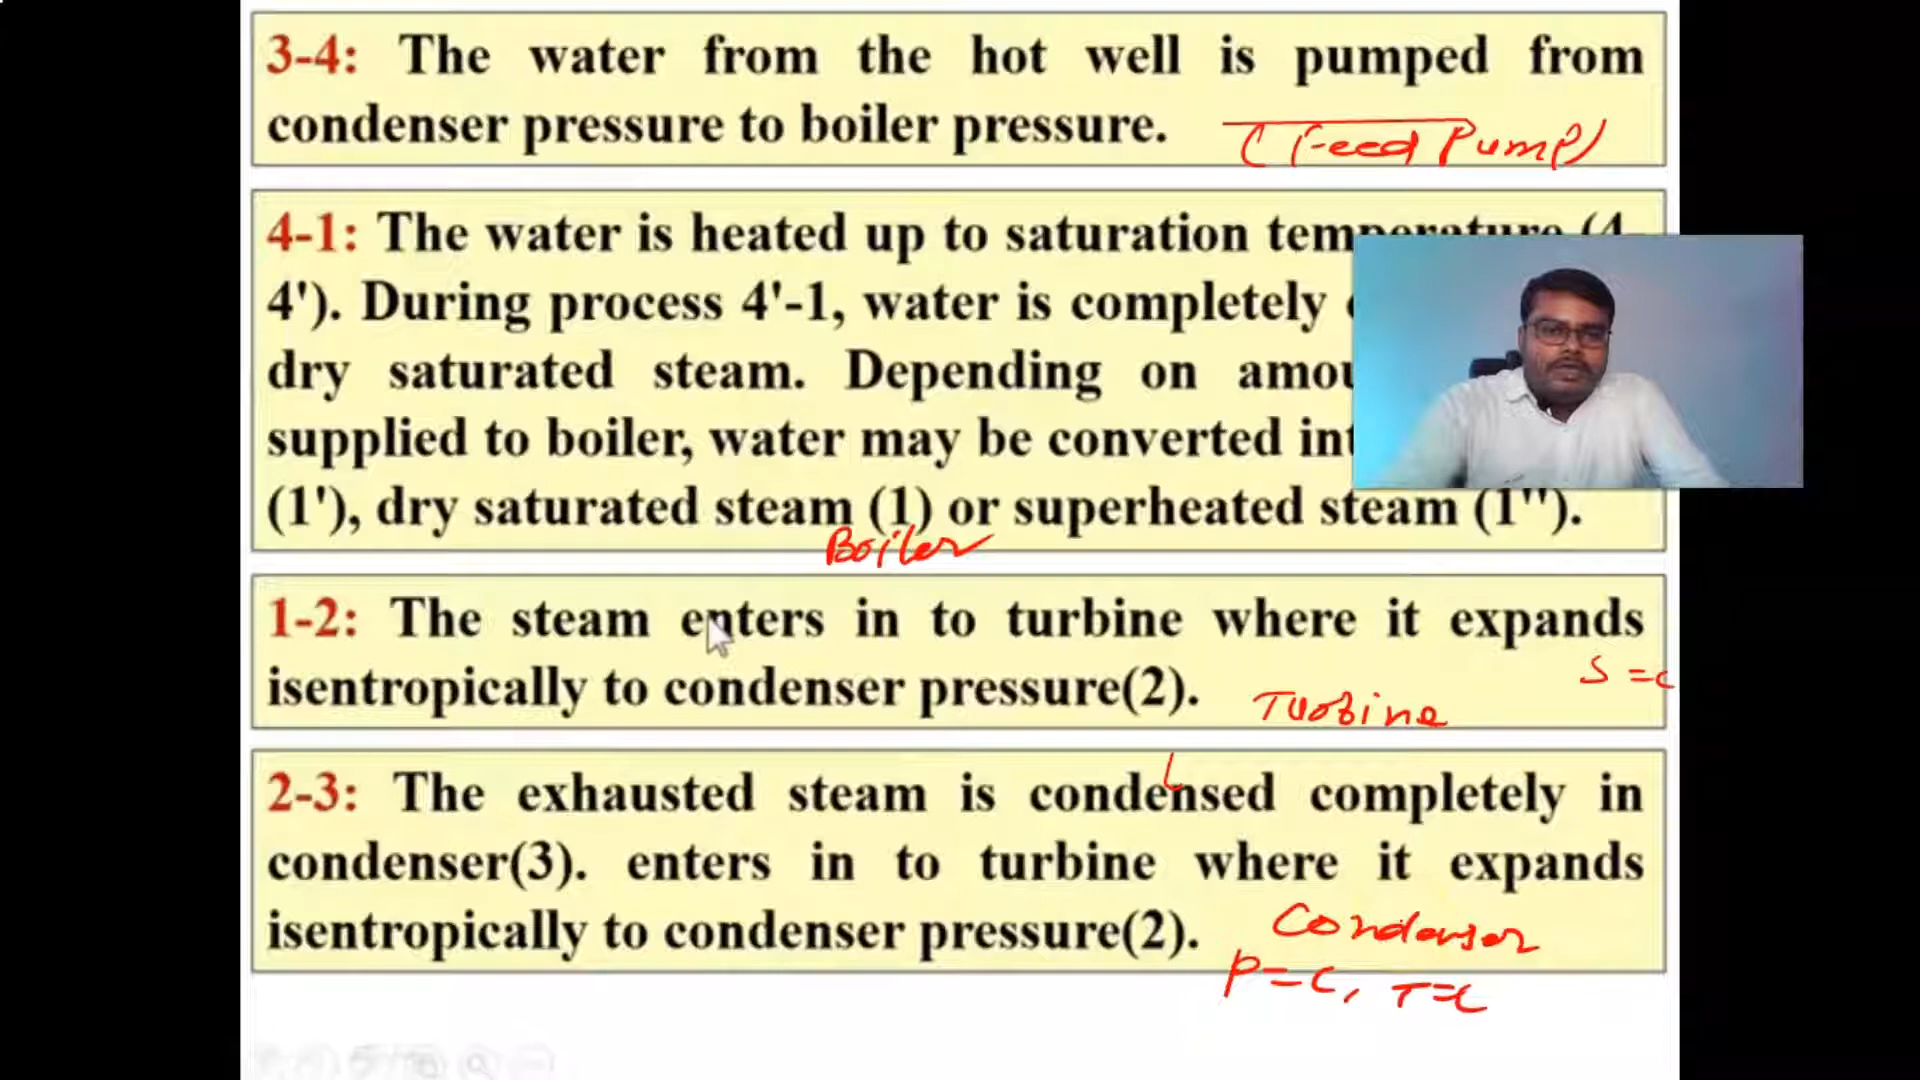 3-4: The water from the hot well is pumped from
condenser pressure to boiler pressure.
(Feed Pump)
4-1: The water is heated up to saturation temperature (4-
4'). During process 4'-1, water is completely
dry saturated steam. Depending on
supplied to boiler, water may be converted
(1'), dry saturated steam (1) or superheated steam (1'').
Boiler
1-2: The steam enters in to turbine where it expands
S = C
isentropically to condenser pressure(2).
Turbine
2-3: The exhausted steam is condensed completely in
condenser(3). enters in to turbine where it expands
isentropically to condenser pressure(2).
Condenser
P=C, T=C